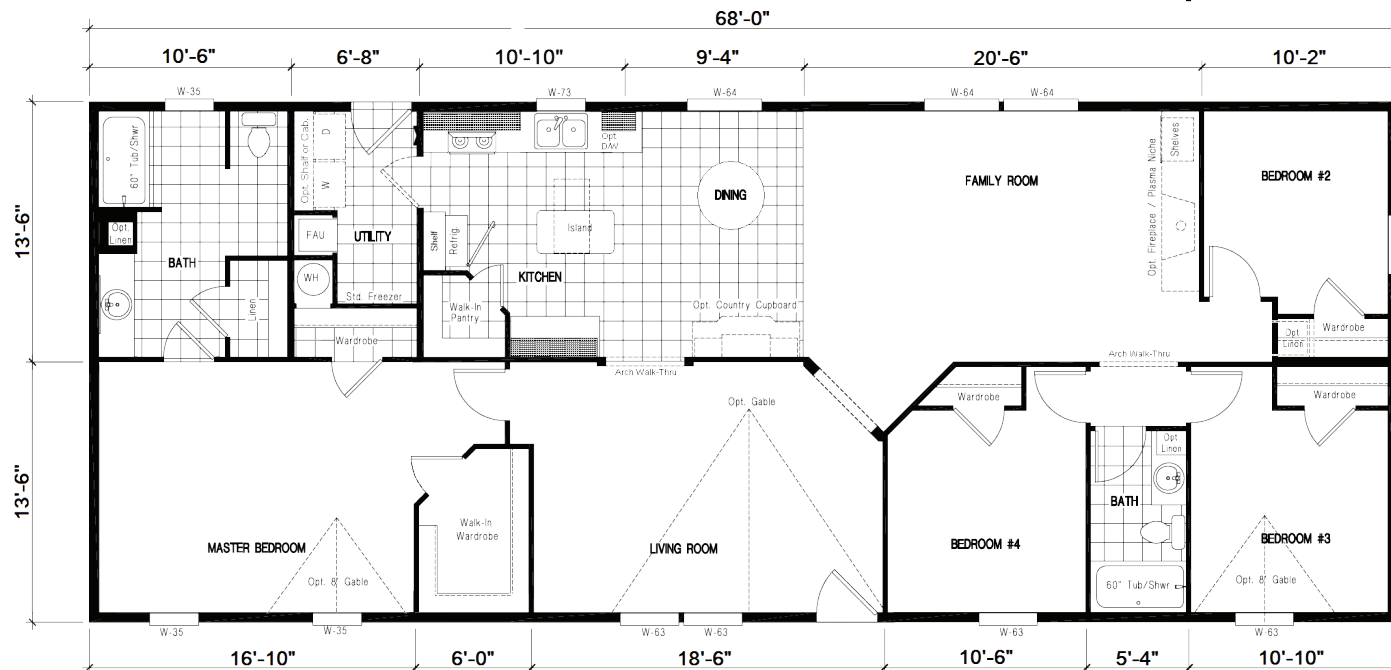 68'-0"
10'-6" 6'-8" 10'-10" 9'-4" 20'-6" 10'-2"
W-35 W-73 W-64 W-64 W-64
13'-6"
60" Tub/Shwr
Opt. Shelf or Cab.
D
W
Opt
D/W
Opt. Fireplace / Plasma Niche
Shelves
DINING
FAMILY ROOM
BEDROOM #2
Opt.
Linen
FAU
UTILITY
Shelf
Refrig.
Island
BATH
WH
KITCHEN
Linen
Std. Freezer
Walk-In
Pantry
Opt. Country Cupboard
Wardrobe
Opt
Linen
Wardrobe
Arch Walk-Thru
Arch Walk-Thru
13'-6"
Opt. Gable
Wardrobe
Wardrobe
Opt
Linen
BATH
Walk-In
Wardrobe
MASTER BEDROOM
LIVING ROOM
BEDROOM #4
BEDROOM #3
Opt. 8' Gable
60" Tub/Shwr
Opt. 8' Gable
W-35 W-35 W-63 W-63 W-63 W-63
16'-10" 6'-0" 18'-6" 10'-6" 5'-4" 10'-10"